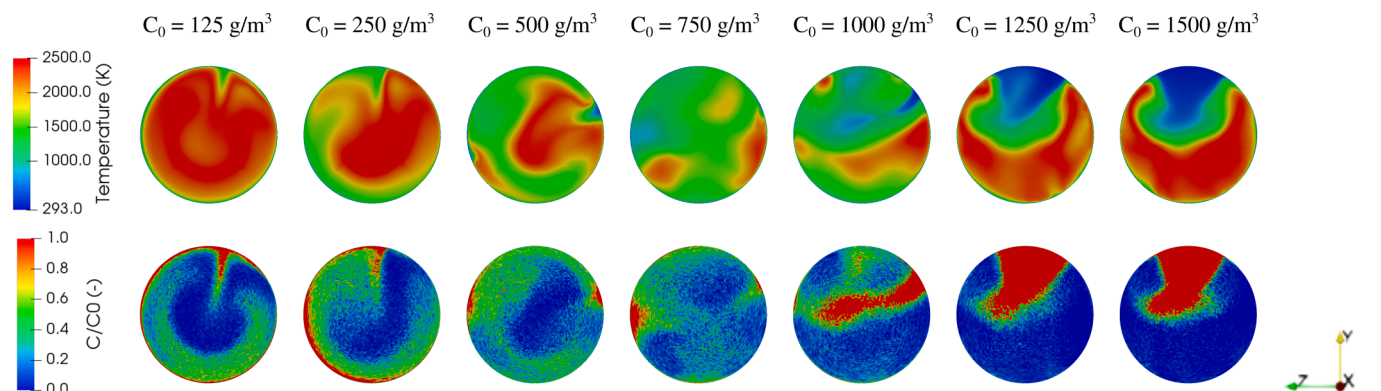 C₀ = 125 g/m³ C₀ = 250 g/m³ C₀ = 500 g/m³ C₀ = 750 g/m³ C₀ = 1000 g/m³ C₀ = 1250 g/m³ C₀ = 1500 g/m³
2500.0
2000.0
1500.0
1000.0
293.0
Temperature (K)
1.0
0.8
0.6
0.4
0.2
0.0
C/C0 (-)
Y
Z
X